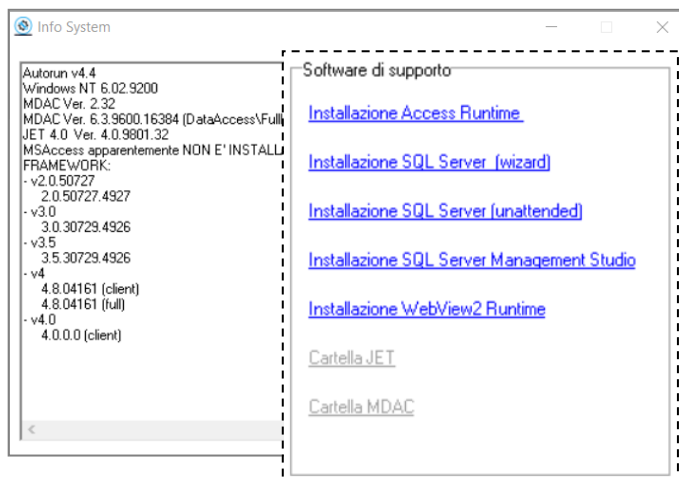 Info System
Autorun v4.4
Windows NT 6.02.9200
MDAC Ver. 2.32
MDAC Ver. 6.3.9600.16384 (DataAccess\Full
JET 4.0 Ver. 4.0.9801.32
MSAccess apparentemente NON E' INSTALL
FRAMEWORK:
- v2.0.50727
2.0.50727.4927
- v3.0
3.0.30729.4926
- v3.5
3.5.30729.4926
- v4
4.8.04161 (client)
4.8.04161 (full)
- v4.0
4.0.0.0 (client)
Software di supporto
Installazione Access Runtime
Installazione SQL Server (wizard)
Installazione SQL Server (unattended)
Installazione SQL Server Management Studio
Installazione WebView2 Runtime
Cartella JET
Cartella MDAC